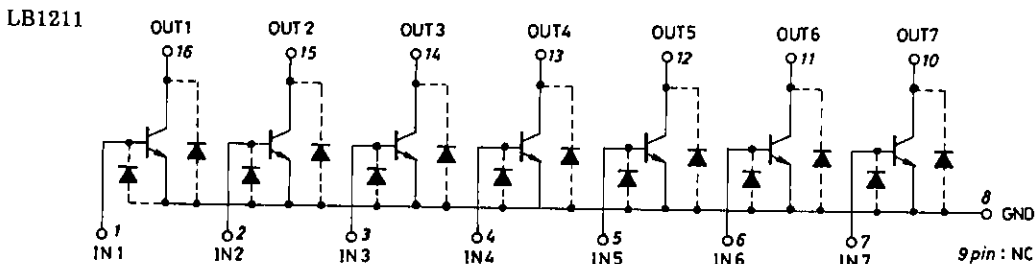 LB1211
OUT1 OUT2 OUT3 OUT4 OUT5 OUT6 OUT7
16 15 14 13 12 11 10
8 GND
1 2 3 4 5 6 7
IN1 IN2 IN3 IN4 IN5 IN6 IN7
9pin : NC